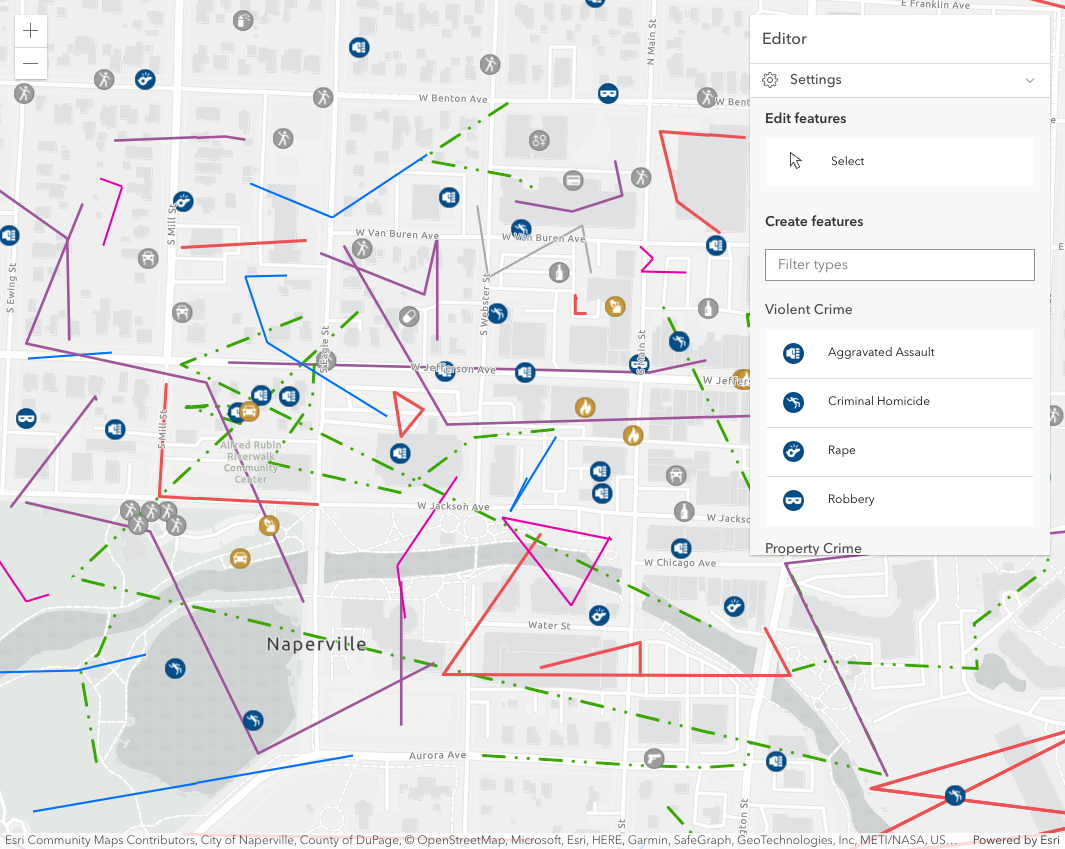 E Franklin Ave
N Main St
Editor
Settings
W Benton Ave
W Bent
Edit features
Select
S Mill St
W Van Buren Ave
W Van Buren Ave
Create features
Filter types
S Ewing St
S Webster St
Violent Crime
S Eagle St
S Main St
Aggravated Assault
W Jefferson Ave
W Jeffers
Criminal Homicide
S Mill St
Alfred Rubin
Riverwalk
Community
Center
Rape
Robbery
W Jackson Ave
W Jackso
Property Crime
W Chicago Ave
Water St
Naperville
Aurora Ave
ngton St
St
Esri Community Maps Contributors, City of Naperville, County of DuPage, © OpenStreetMap, Microsoft, Esri, HERE, Garmin, SafeGraph, GeoTechnologies, Inc, METI/NASA, US...
Powered by Esri